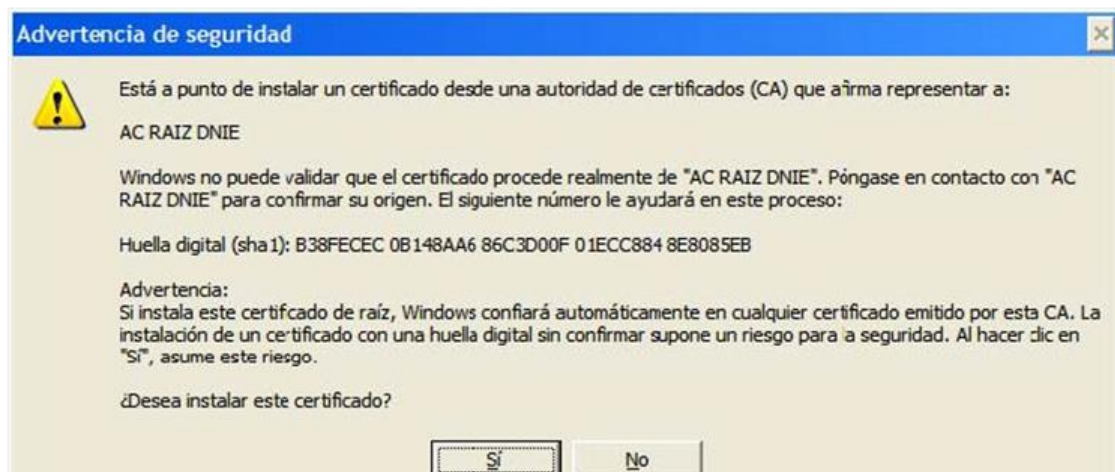 Advertencia de seguridad
Está a punto de instalar un certificado desde una autoridad de certificados (CA) que afirma representar a:
AC RAIZ DNIE
Windows no puede validar que el certificado procede realmente de "AC RAIZ DNIE". Póngase en contacto con "AC
RAIZ DNIE" para confirmar su origen. El siguiente número le ayudará en este proceso:
Huella digital (sha1): B38FECEC 0B148AA6 86C3D00F 01ECC884 8E8085EB
Advertencia:
Si instala este certificado de raíz, Windows confiará automáticamente en cualquier certificado emitido por esta CA. La
instalación de un certificado con una huella digital sin confirmar supone un riesgo para la seguridad. Al hacer clic en
"Sí", asume este riesgo.
¿Desea instalar este certificado?
Sí No